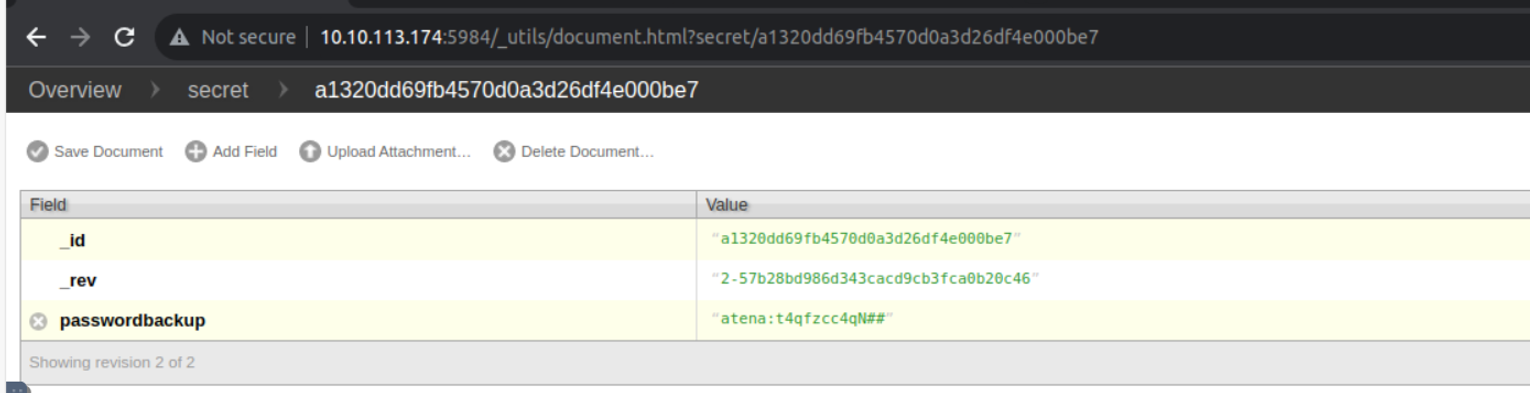 Not secure | 10.10.113.174:5984/_utils/document.html?secret/a1320dd69fb4570d0a3d26df4e000be7
Overview > secret > a1320dd69fb4570d0a3d26df4e000be7
Save Document Add Field Upload Attachment... Delete Document...
Field Value
_id "a1320dd69fb4570d0a3d26df4e000be7"
_rev "2-57b28bd986d343cacd9cb3fca0b20c46"
passwordbackup "atena:t4qfzcc4qN##"
Showing revision 2 of 2